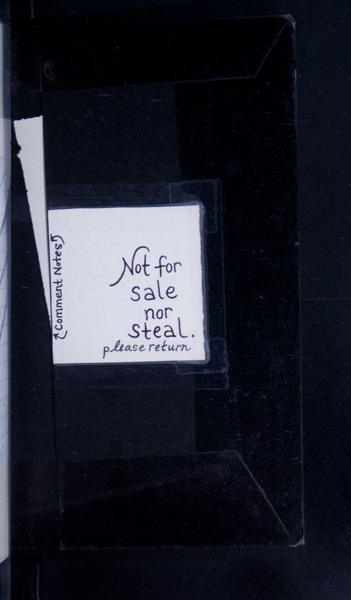 Not for
sale
nor
steal.
please return
Comment Notes